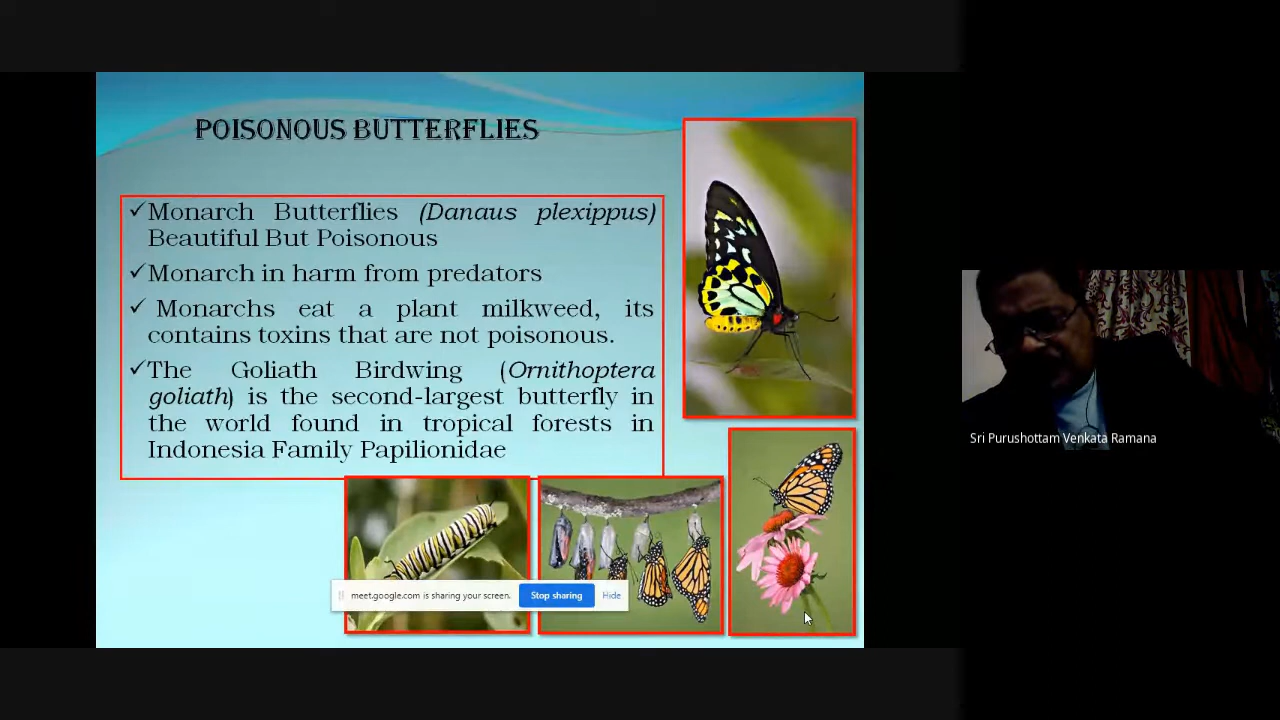 POISONOUS BUTTERFLIES
✓Monarch Butterflies (Danaus plexippus)
Beautiful But Poisonous
✓Monarch in harm from predators
✓ Monarchs eat a plant milkweed, its
contains toxins that are not poisonous.
✓The Goliath Birdwing (Ornithoptera
goliath) is the second-largest butterfly in
the world found in tropical forests in
Indonesia Family Papilionidae
meet.google.com is sharing your screen. Stop sharing Hide
Sri Purushottam Venkata Ramana